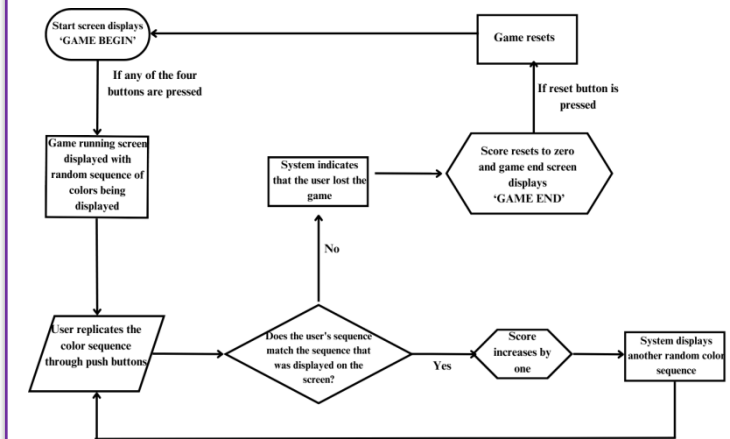 Start screen displays
‘GAME BEGIN’
Game resets
If any of the four
buttons are pressed
If reset button is
pressed
Game running screen
displayed with
random sequence of
colors being
displayed
System indicates
that the user lost the
game
Score resets to zero
and game end screen
displays
‘GAME END’
No
User replicates the
color sequence
through push buttons
Does the user's sequence
match the sequence that
was displayed on the
screen?
Yes
Score
increases by
one
System displays
another random color
sequence